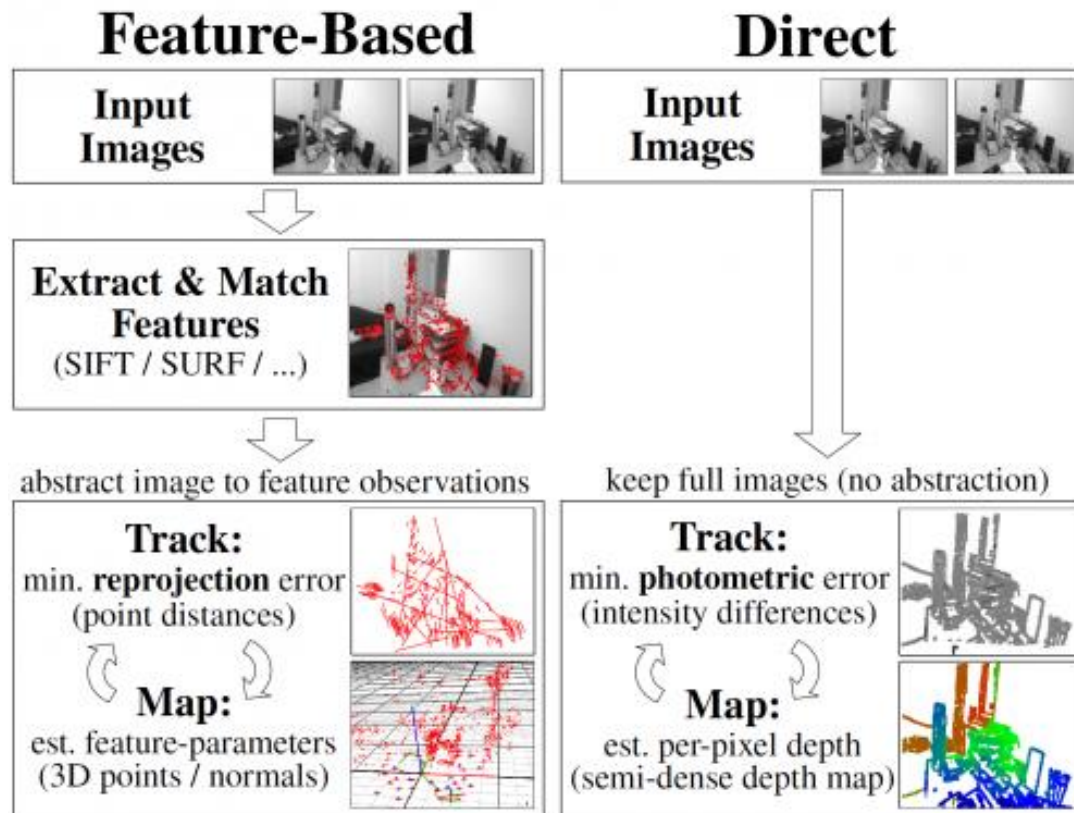 Feature-Based
Input
Images
Extract & Match
Features
(SIFT / SURF / ...)
abstract image to feature observations
Track:
min. reprojection error
(point distances)
Map:
est. feature-parameters
(3D points / normals)
Direct
Input
Images
keep full images (no abstraction)
Track:
min. photometric error
(intensity differences)
Map:
est. per-pixel depth
(semi-dense depth map)